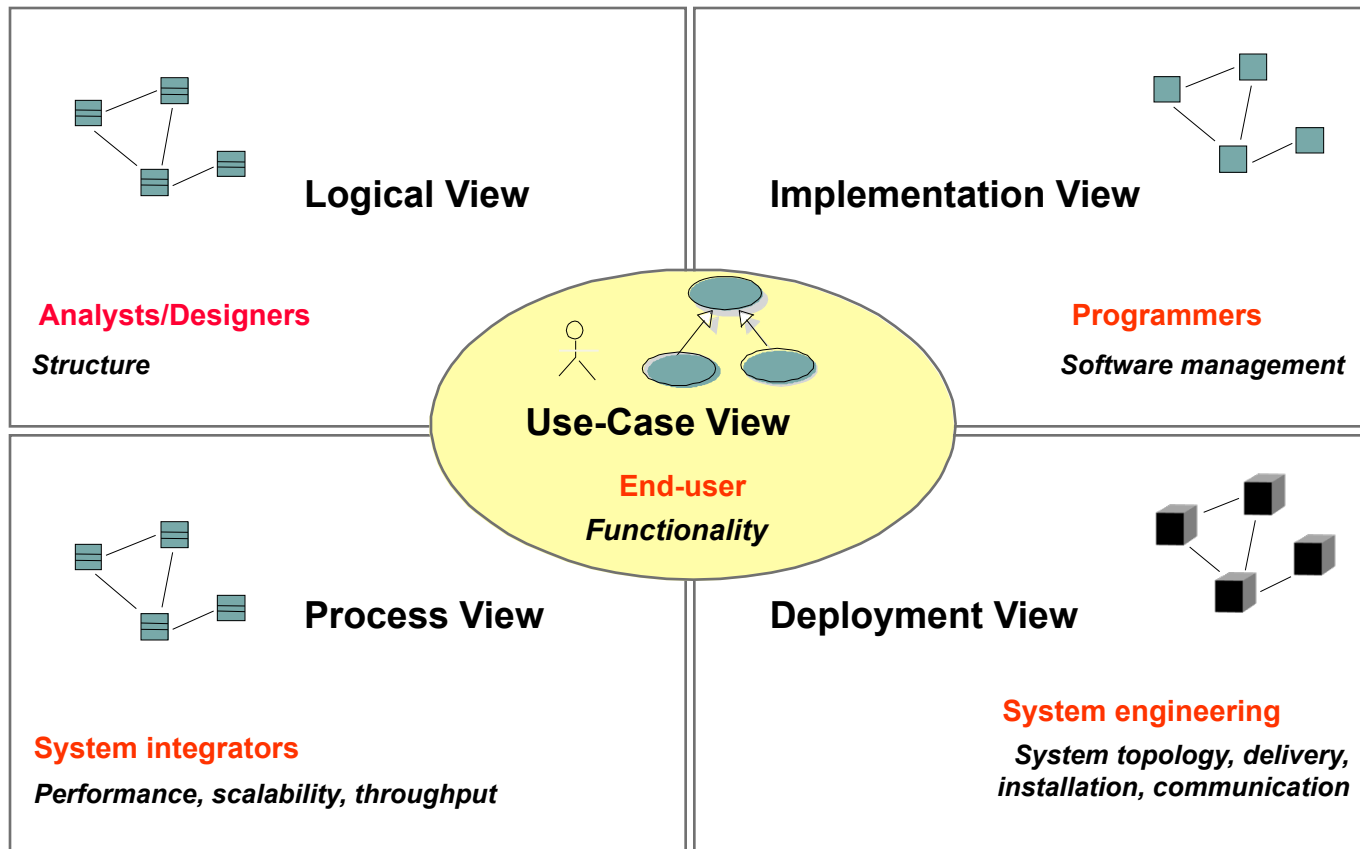 Logical View
Analysts/Designers
Structure
Implementation View
Programmers
Software management
Use-Case View
End-user
Functionality
Process View
System integrators
Performance, scalability, throughput
Deployment View
System engineering
System topology, delivery,
installation, communication